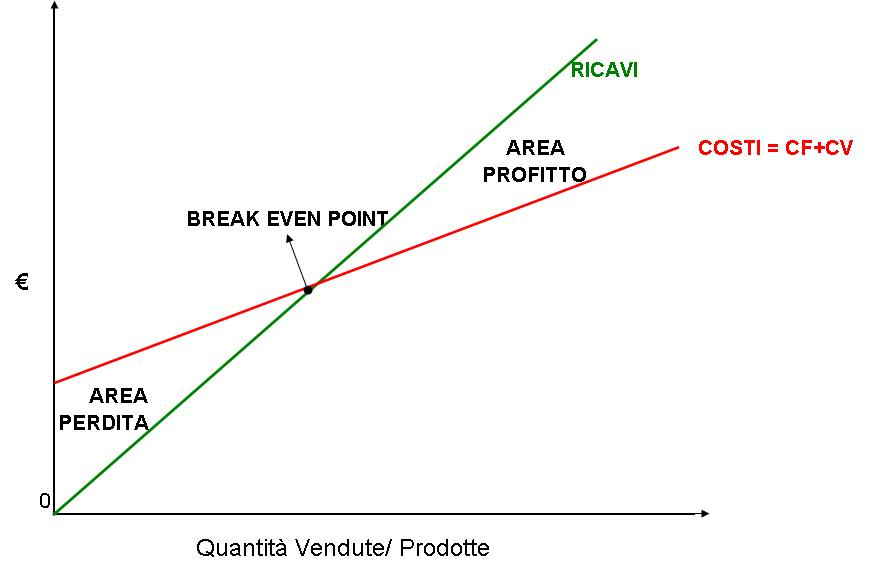 RICAVI
AREA
PROFITTO
COSTI = CF+CV
BREAK EVEN POINT
€
AREA
PERDITA
0
Quantità Vendute/ Prodotte